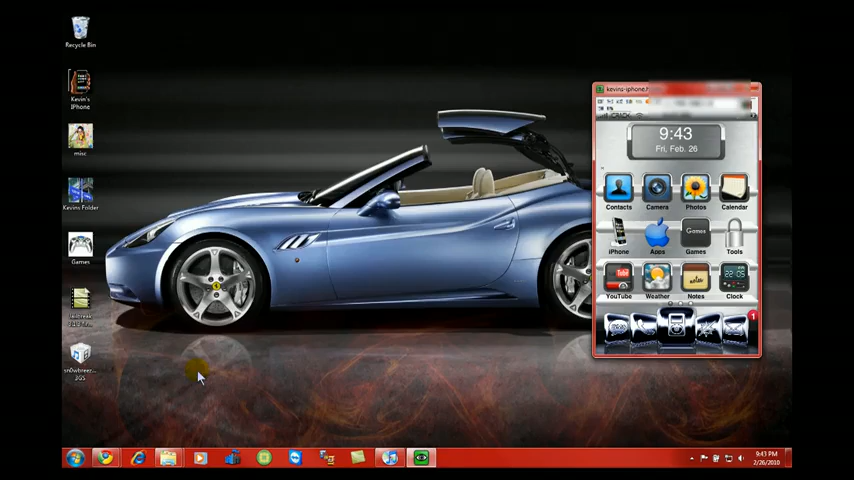 Recycle Bin
Kevin's
iPhone
misc
Kevins Folder
Games
Jailbreak
sn0wbreez...
3GS
kevins-iphone.h
9:43
Fri, Feb. 26
Contacts
Camera
Photos
Calendar
iPhone
Apps
Games
Games
Tools
YouTube
Weather
Notes
Clock
1
9:43 PM
2/26/2010